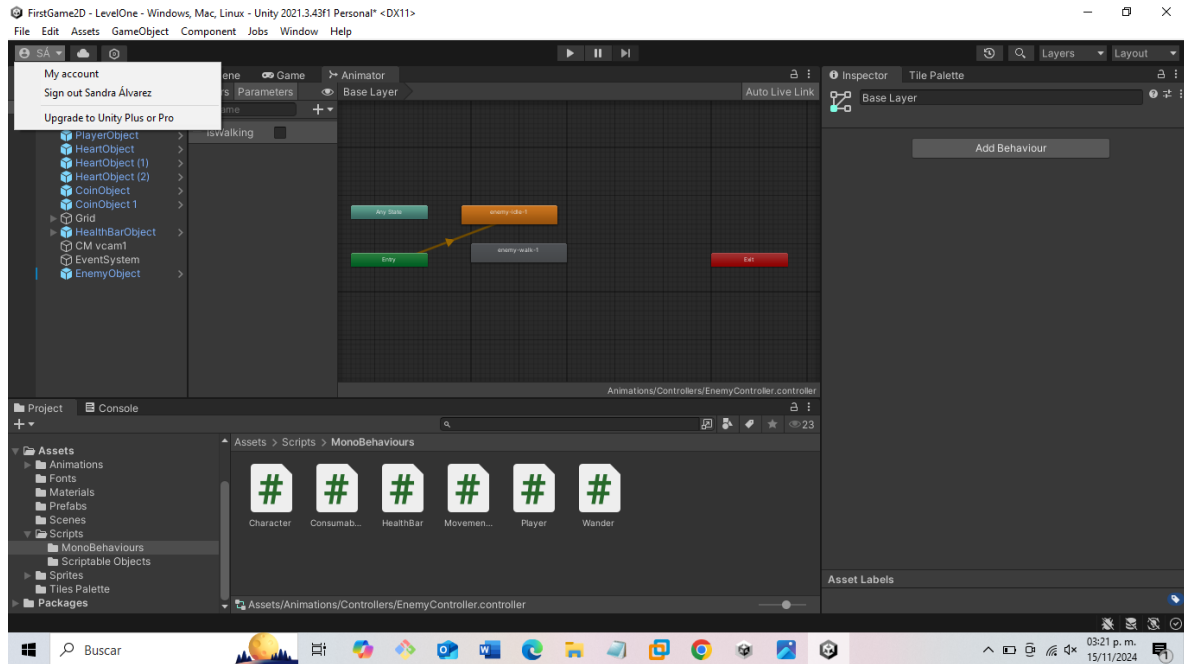 FirstGame2D - LevelOne - Windows, Mac, Linux - Unity 2021.3.43f1 Personal* <DX11>
File Edit Assets GameObject Component Jobs Window Help
SÁ Layers Layout
My account
Sign out Sandra Álvarez
Upgrade to Unity Plus or Pro
ene Game Animator
rs Parameters Base Layer Auto Live Link
ame
isWalking
PlayerObject
HeartObject
HeartObject (1)
HeartObject (2)
CoinObject
CoinObject 1
Grid
HealthBarObject
CM vcam1
EventSystem
EnemyObject
Any State
enemy-idle-1
enemy-walk-1
Entry
Exit
Animations/Controllers/EnemyController.controller
Inspector Tile Palette
Base Layer
Add Behaviour
Asset Labels
Project Console
23
Assets
Animations
Fonts
Materials
Prefabs
Scenes
Scripts
MonoBehaviours
Scriptable Objects
Sprites
Tiles Palette
Packages
Assets > Scripts > MonoBehaviours
Character Consumab... HealthBar Movemen... Player Wander
Assets/Animations/Controllers/EnemyController.controller
Buscar
03:21 p. m.
15/11/2024
1